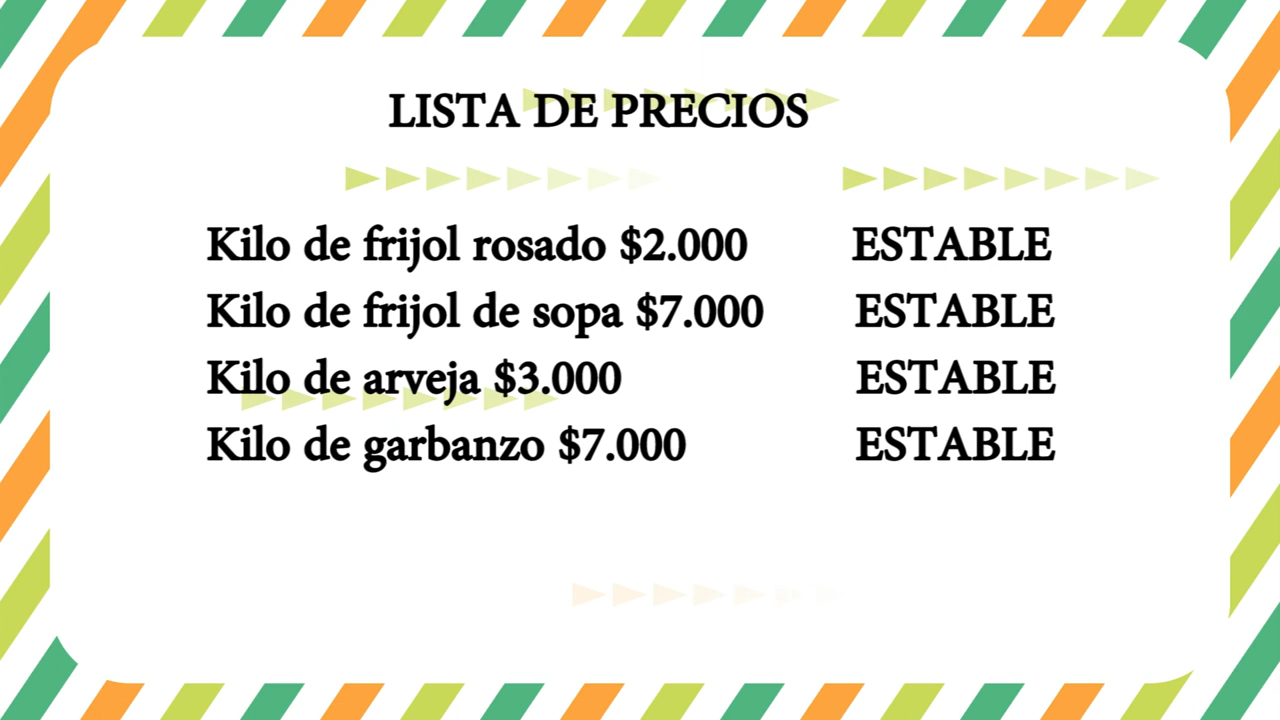 LISTA DE PRECIOS
Kilo de frijol rosado $2.000 ESTABLE
Kilo de frijol de sopa $7.000 ESTABLE
Kilo de arveja $3.000 ESTABLE
Kilo de garbanzo $7.000 ESTABLE